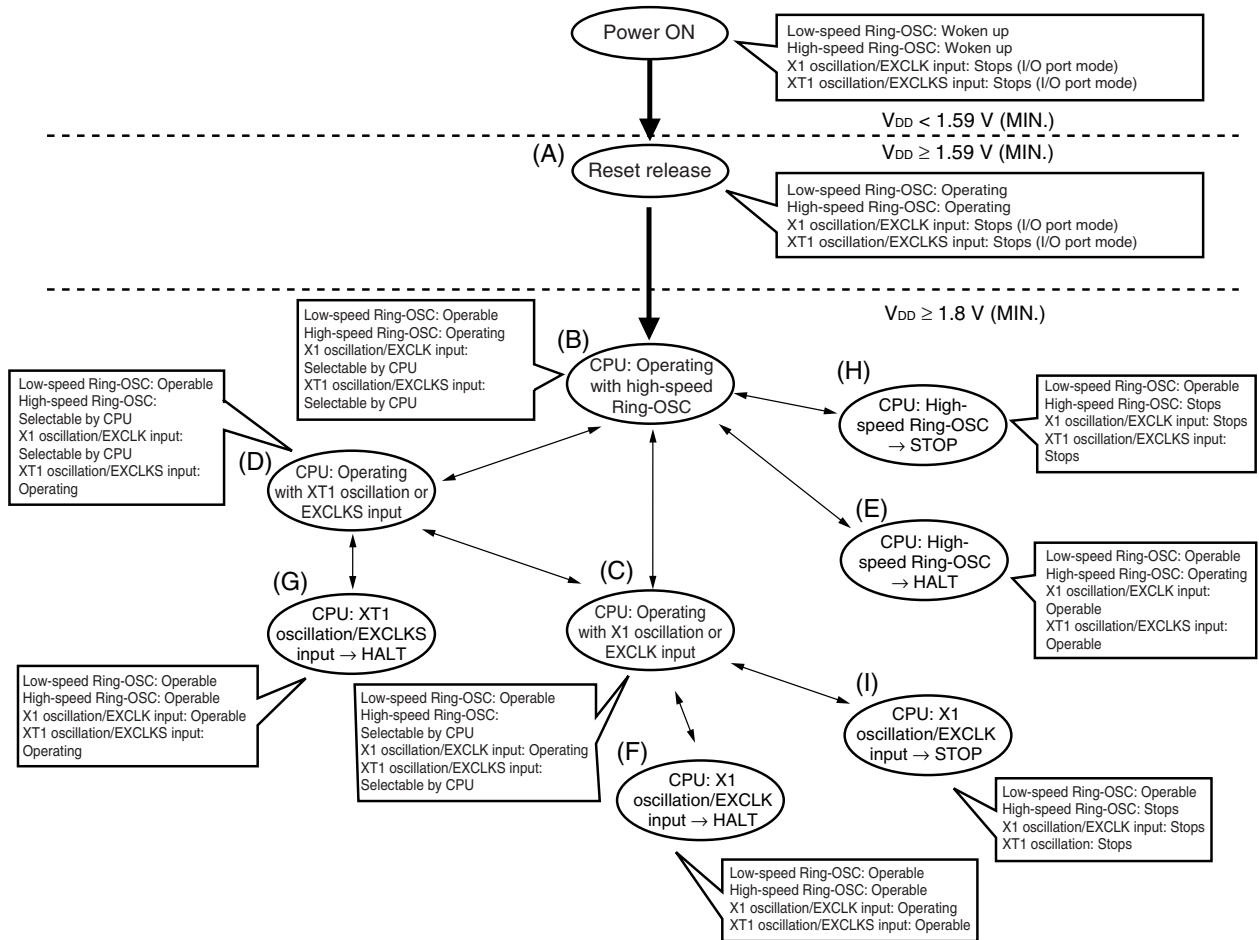 Power ON
Low-speed Ring-OSC: Woken up
High-speed Ring-OSC: Woken up
X1 oscillation/EXCLK input: Stops (I/O port mode)
XT1 oscillation/EXCLKS input: Stops (I/O port mode)
VDD < 1.59 V (MIN.)
(A)
Reset release
VDD ≥ 1.59 V (MIN.)
Low-speed Ring-OSC: Operating
High-speed Ring-OSC: Operating
X1 oscillation/EXCLK input: Stops (I/O port mode)
XT1 oscillation/EXCLKS input: Stops (I/O port mode)
VDD ≥ 1.8 V (MIN.)
Low-speed Ring-OSC: Operable
High-speed Ring-OSC: Operating
X1 oscillation/EXCLK input:
Selectable by CPU
XT1 oscillation/EXCLKS input:
Selectable by CPU
(B)
CPU: Operating
with high-speed
Ring-OSC
(H)
CPU: High-
speed Ring-OSC
→ STOP
Low-speed Ring-OSC: Operable
High-speed Ring-OSC: Stops
X1 oscillation/EXCLK input: Stops
XT1 oscillation/EXCLKS input:
Stops
Low-speed Ring-OSC: Operable
High-speed Ring-OSC:
Selectable by CPU
X1 oscillation/EXCLK input:
Selectable by CPU
XT1 oscillation/EXCLKS input:
Operating
(D)
CPU: Operating
with XT1 oscillation or
EXCLKS input
(E)
CPU: High-
speed Ring-OSC
→ HALT
Low-speed Ring-OSC: Operable
High-speed Ring-OSC: Operating
X1 oscillation/EXCLK input:
Operable
XT1 oscillation/EXCLKS input:
Operable
(G)
CPU: XT1
oscillation/EXCLKS
input → HALT
(C)
CPU: Operating
with X1 oscillation or
EXCLK input
Low-speed Ring-OSC: Operable
High-speed Ring-OSC: Operable
X1 oscillation/EXCLK input: Operable
XT1 oscillation/EXCLKS input:
Operating
Low-speed Ring-OSC: Operable
High-speed Ring-OSC:
Selectable by CPU
X1 oscillation/EXCLK input: Operating
XT1 oscillation/EXCLKS input:
Selectable by CPU
(I)
CPU: X1
oscillation/EXCLK
input → STOP
(F)
CPU: X1
oscillation/EXCLK
input → HALT
Low-speed Ring-OSC: Operable
High-speed Ring-OSC: Stops
X1 oscillation/EXCLK input: Stops
XT1 oscillation: Stops
Low-speed Ring-OSC: Operable
High-speed Ring-OSC: Operable
X1 oscillation/EXCLK input: Operating
XT1 oscillation/EXCLKS input: Operable